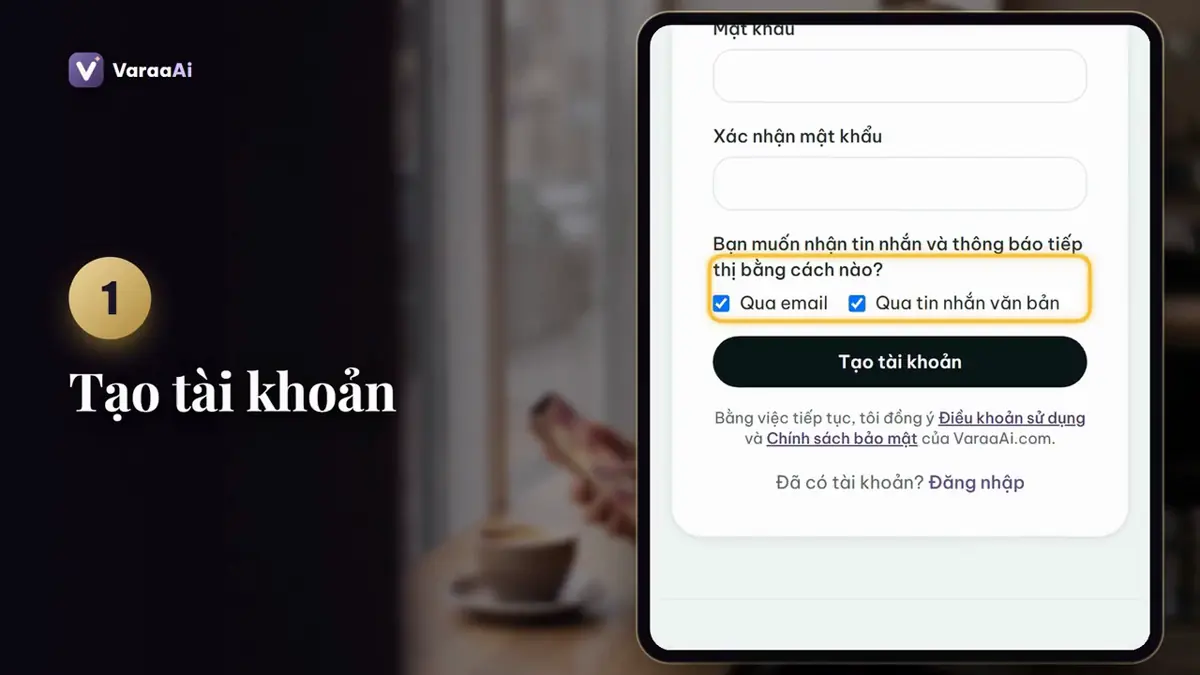 VaraaAi
1
Tạo tài khoản
Mật khẩu
Xác nhận mật khẩu
Bạn muốn nhận tin nhắn và thông báo tiếp
thị bằng cách nào?
Qua email
Qua tin nhắn văn bản
Tạo tài khoản
Bằng việc tiếp tục, tôi đồng ý Điều khoản sử dụng
và Chính sách bảo mật của VaraaAi.com.
Đã có tài khoản? Đăng nhập